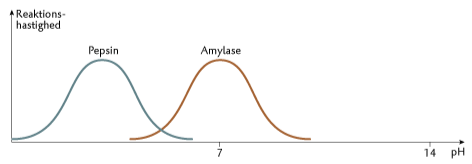 Reaktions-
hastighed
Pepsin
Amylase
7
14
pH